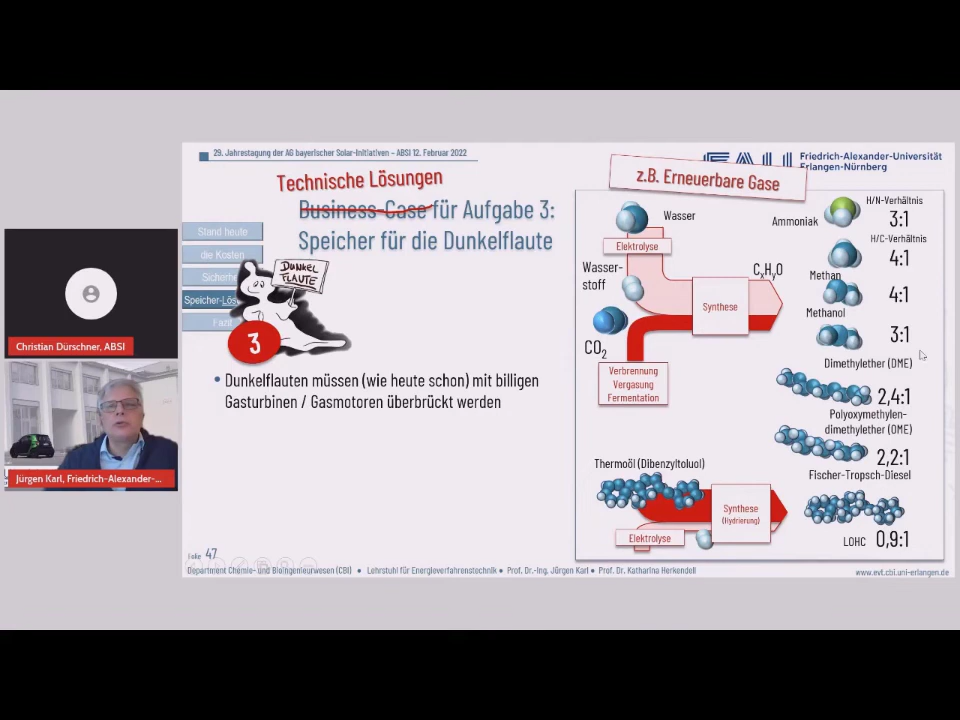 29. Jahrestagung der AG bayerischer Solar-Initiativen – ABSI 12. Februar 2022
Friedrich-Alexander-Universität
Erlangen-Nürnberg
Technische Lösungen
Business-Case für Aufgabe 3:
Speicher für die Dunkelflaute
Stand heute
die Kosten
Sicherhe
Speicher-Lös
Fazit
DUNKEL
FLAUTE
3
• Dunkelflauten müssen (wie heute schon) mit billigen
Gasturbinen / Gasmotoren überbrückt werden
z.B. Erneuerbare Gase
Wasser
Elektrolyse
Wasser-
stoff
CO2
Verbrennung
Vergasung
Fermentation
Synthese
CxHyO
Ammoniak
H/N-Verhältnis
3:1
H/C-Verhältnis
4:1
Methan
4:1
Methanol
3:1
Dimethylether (DME)
2,4:1
Polyoxymethylen-
dimethylether (OME)
2,2:1
Fischer-Tropsch-Diesel
LOHC 0,9:1
Thermoöl (Dibenzyltoluol)
Synthese
(Hydrierung)
Elektrolyse
Folie 47
Department Chemie- und Bioingenieurwesen (CBI) • Lehrstuhl für Energieverfahrenstechnik • Prof. Dr.-Ing. Jürgen Karl • Prof. Dr. Katharina Herkendell
www.evt.cbi.uni-erlangen.de
Christian Dürschner, ABSI
Jürgen Karl, Friedrich-Alexander-...